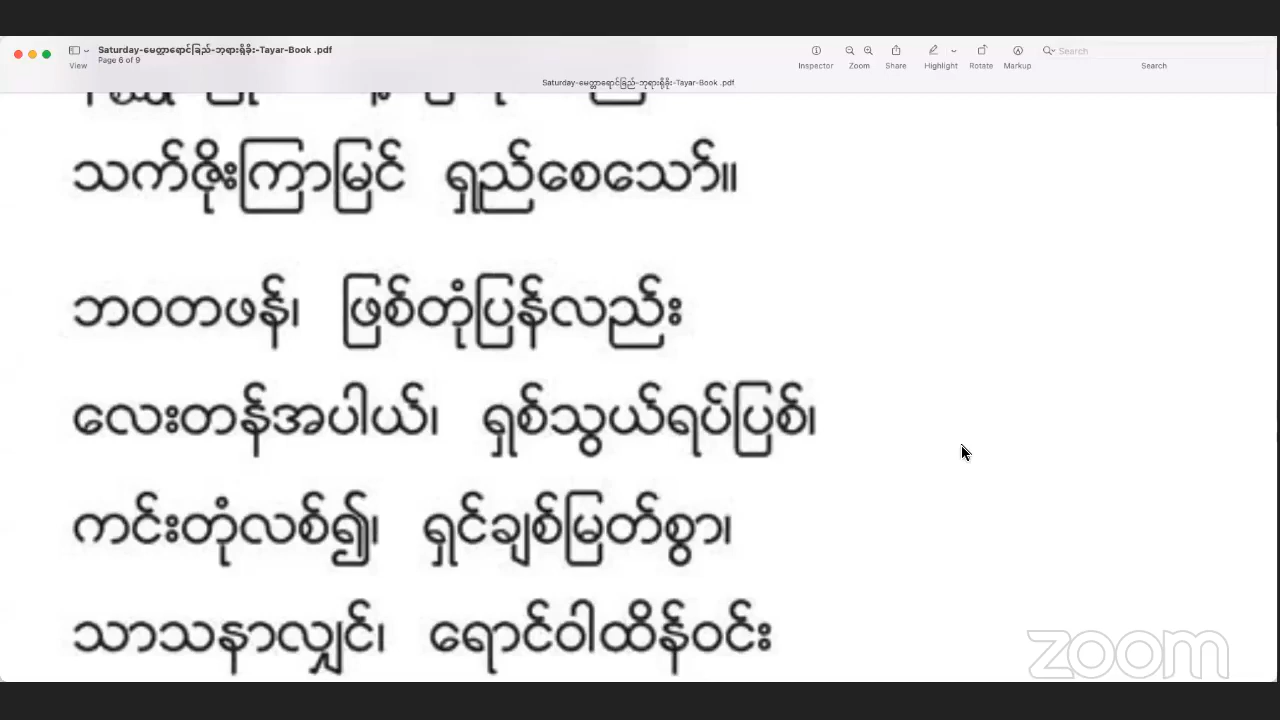 Saturday-မေတ္တာရောင်ခြည်-ဘုရားရှိခိုး-Tayar-Book .pdf
Page 6 of 9
View
Inspector
Zoom
Share
Highlight
Rotate
Markup
Search
Search
Saturday-မေတ္တာရောင်ခြည်-ဘုရားရှိခိုး-Tayar-Book .pdf
သက်ဇိုးကြာမြင် ရှည်စေသော်။
ဘဝတဖန်၊ ဖြစ်တုံပြန်လည်း
လေးတန်အပါယ်၊ ရှစ်သွယ်ရပ်ပြစ်၊
ကင်းတုံလစ်၍၊ ရှင်ချစ်မြတ်စွာ၊
သာသနာလျှင်၊ ရောင်ဝါထိန်ဝင်း
zoom